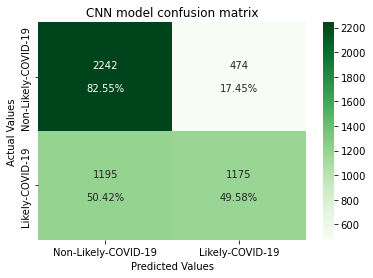 CNN model confusion matrix
Actual Values
Non-Likely-COVID-19
2242
474
82.55%
17.45%
Likely-COVID-19
1195
1175
50.42%
49.58%
Non-Likely-COVID-19
Likely-COVID-19
Predicted Values
2200
2000
1800
1600
1400
1200
1000
800
600